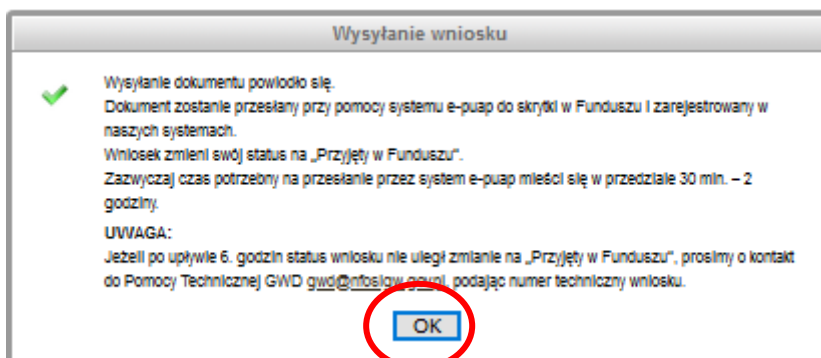 Wysyłanie wniosku
Wysyłanie dokumentu powiodło się.
Dokument zostanie przesłany przy pomocy systemu e-puap do skrytki w Funduszu i zarejestrowany w
naszych systemach.
Wniosek zmieni swój status na „Przyjęty w Funduszu”.
Zazwyczaj czas potrzebny na przesłanie przez system e-puap mieści się w przedziale 30 min. – 2
godziny.
UWAGA:
Jeżeli po upływie 6. godzin status wniosku nie uległ zmianie na „Przyjęty w Funduszu”, prosimy o kontakt
do Pomocy Technicznej GWD gwd@nfosigw.gov.pl, podając numer techniczny wniosku.
OK